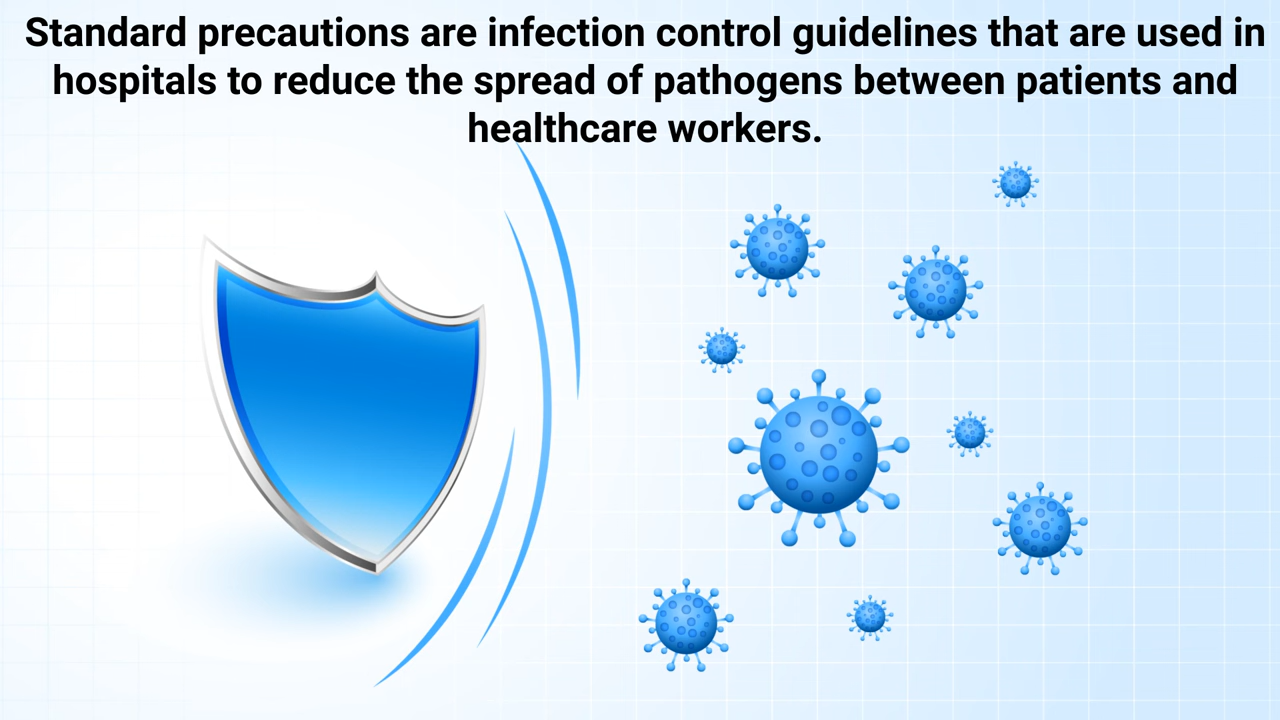 Standard precautions are infection control guidelines that are used in
hospitals to reduce the spread of pathogens between patients and
healthcare workers.